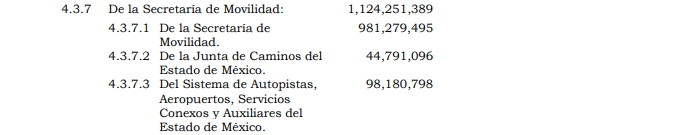 4.3.7 De la Secretaría de Movilidad: 1,124,251,389
4.3.7.1 De la Secretaría de 981,279,495
Movilidad.
4.3.7.2 De la Junta de Caminos del 44,791,096
Estado de México.
4.3.7.3 Del Sistema de Autopistas, 98,180,798
Aeropuertos, Servicios
Conexos y Auxiliares del
Estado de México.